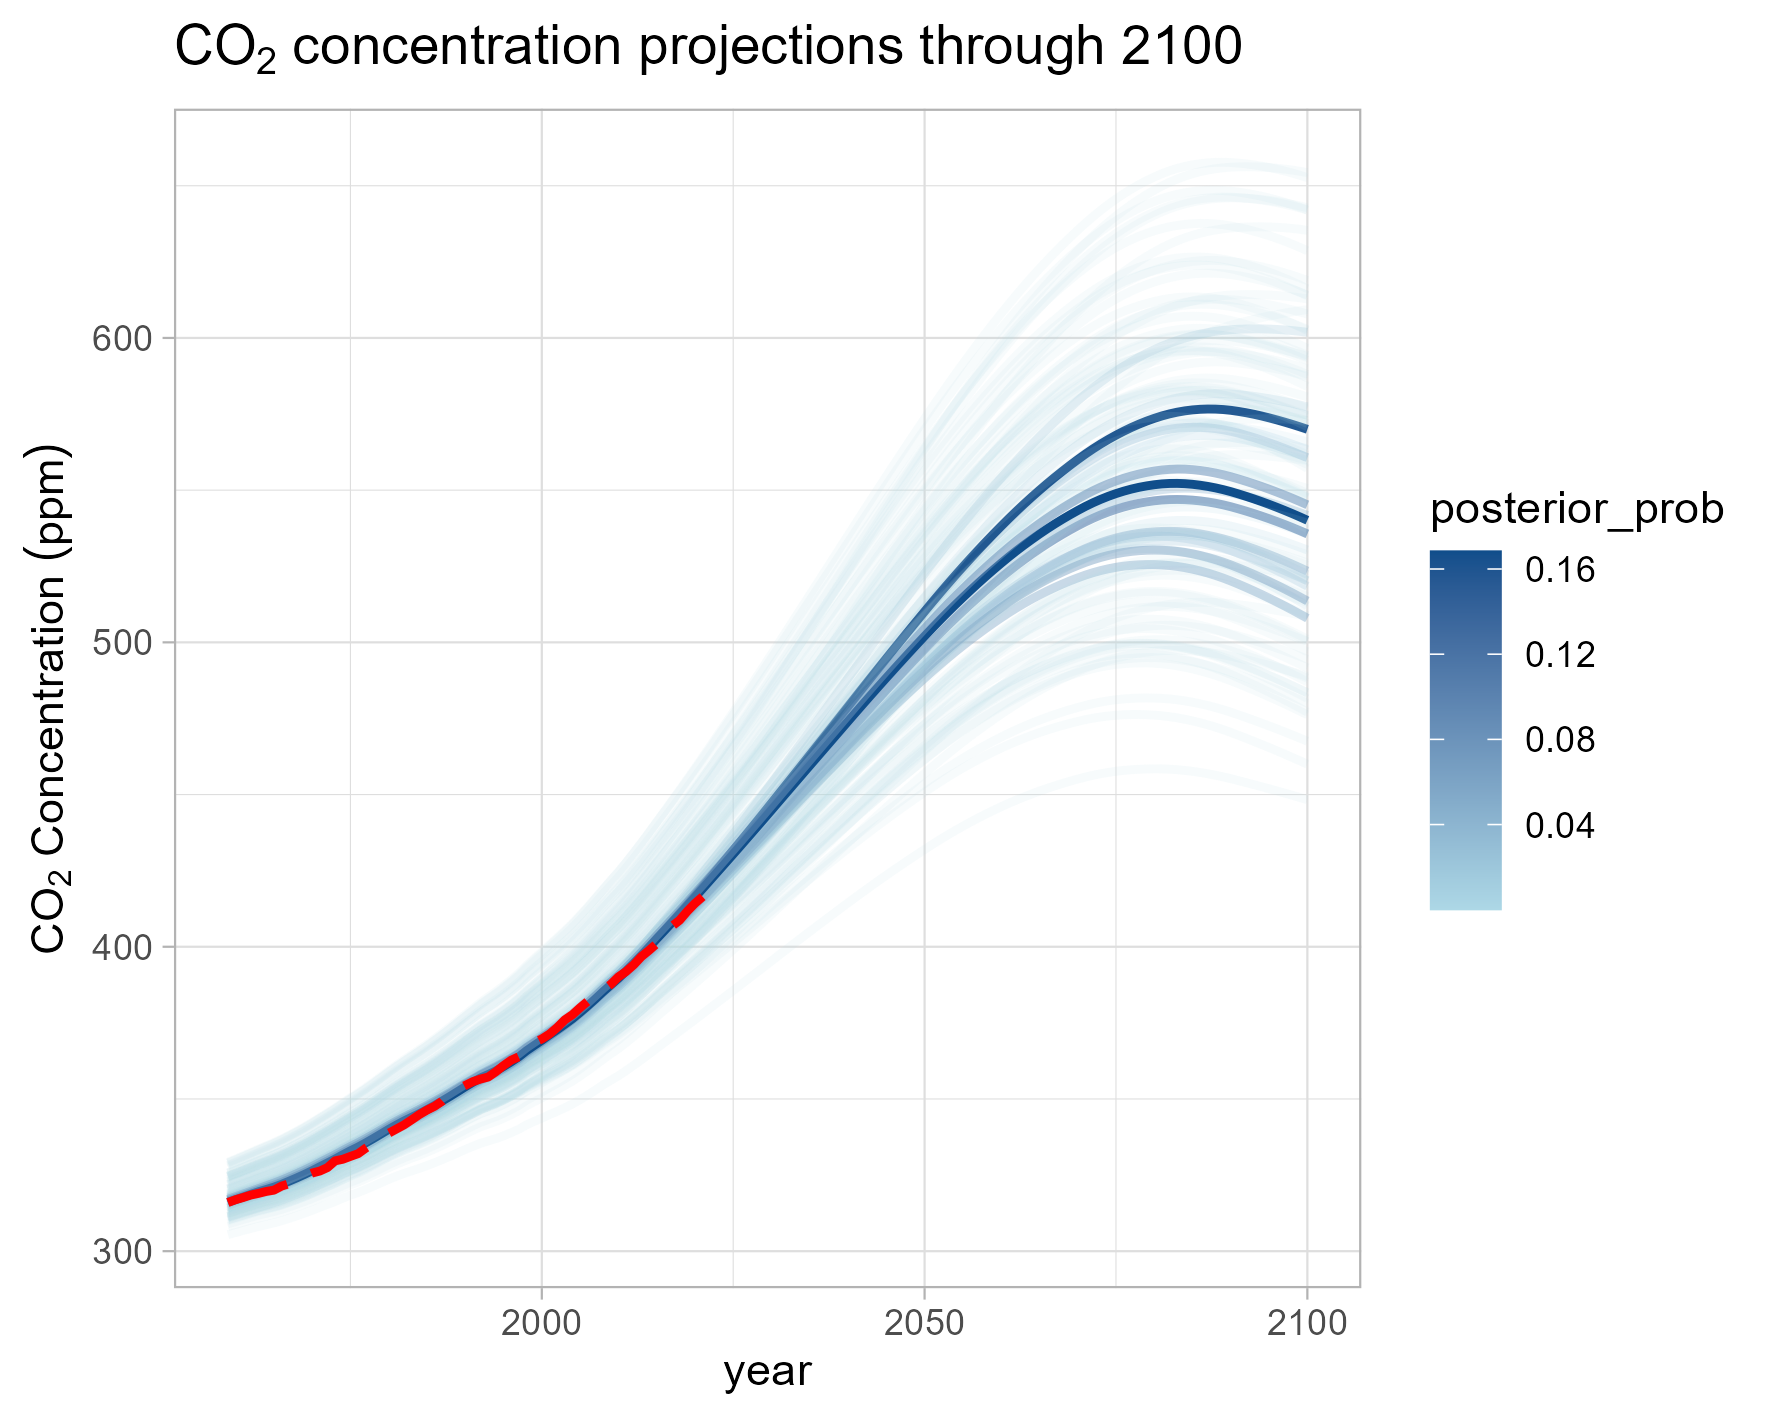 CO₂ concentration projections through 2100
CO₂ Concentration (ppm)
600
500
400
300
2000
2050
2100
year
posterior_prob
0.16
0.12
0.08
0.04